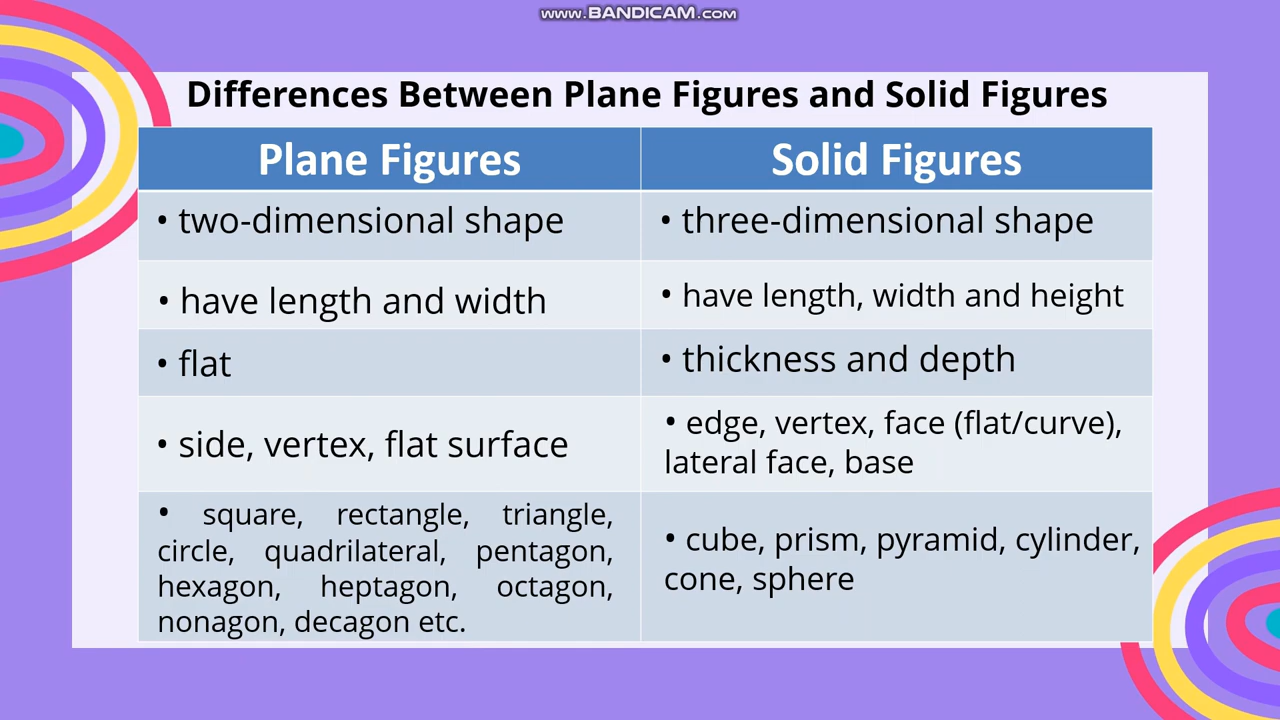 www.BANDICAM.com
Differences Between Plane Figures and Solid Figures
Plane Figures
Solid Figures
• two-dimensional shape
• three-dimensional shape
• have length and width
• have length, width and height
• flat
• thickness and depth
• side, vertex, flat surface
• edge, vertex, face (flat/curve),
lateral face, base
• square, rectangle, triangle,
circle, quadrilateral, pentagon,
hexagon, heptagon, octagon,
nonagon, decagon etc.
• cube, prism, pyramid, cylinder,
cone, sphere